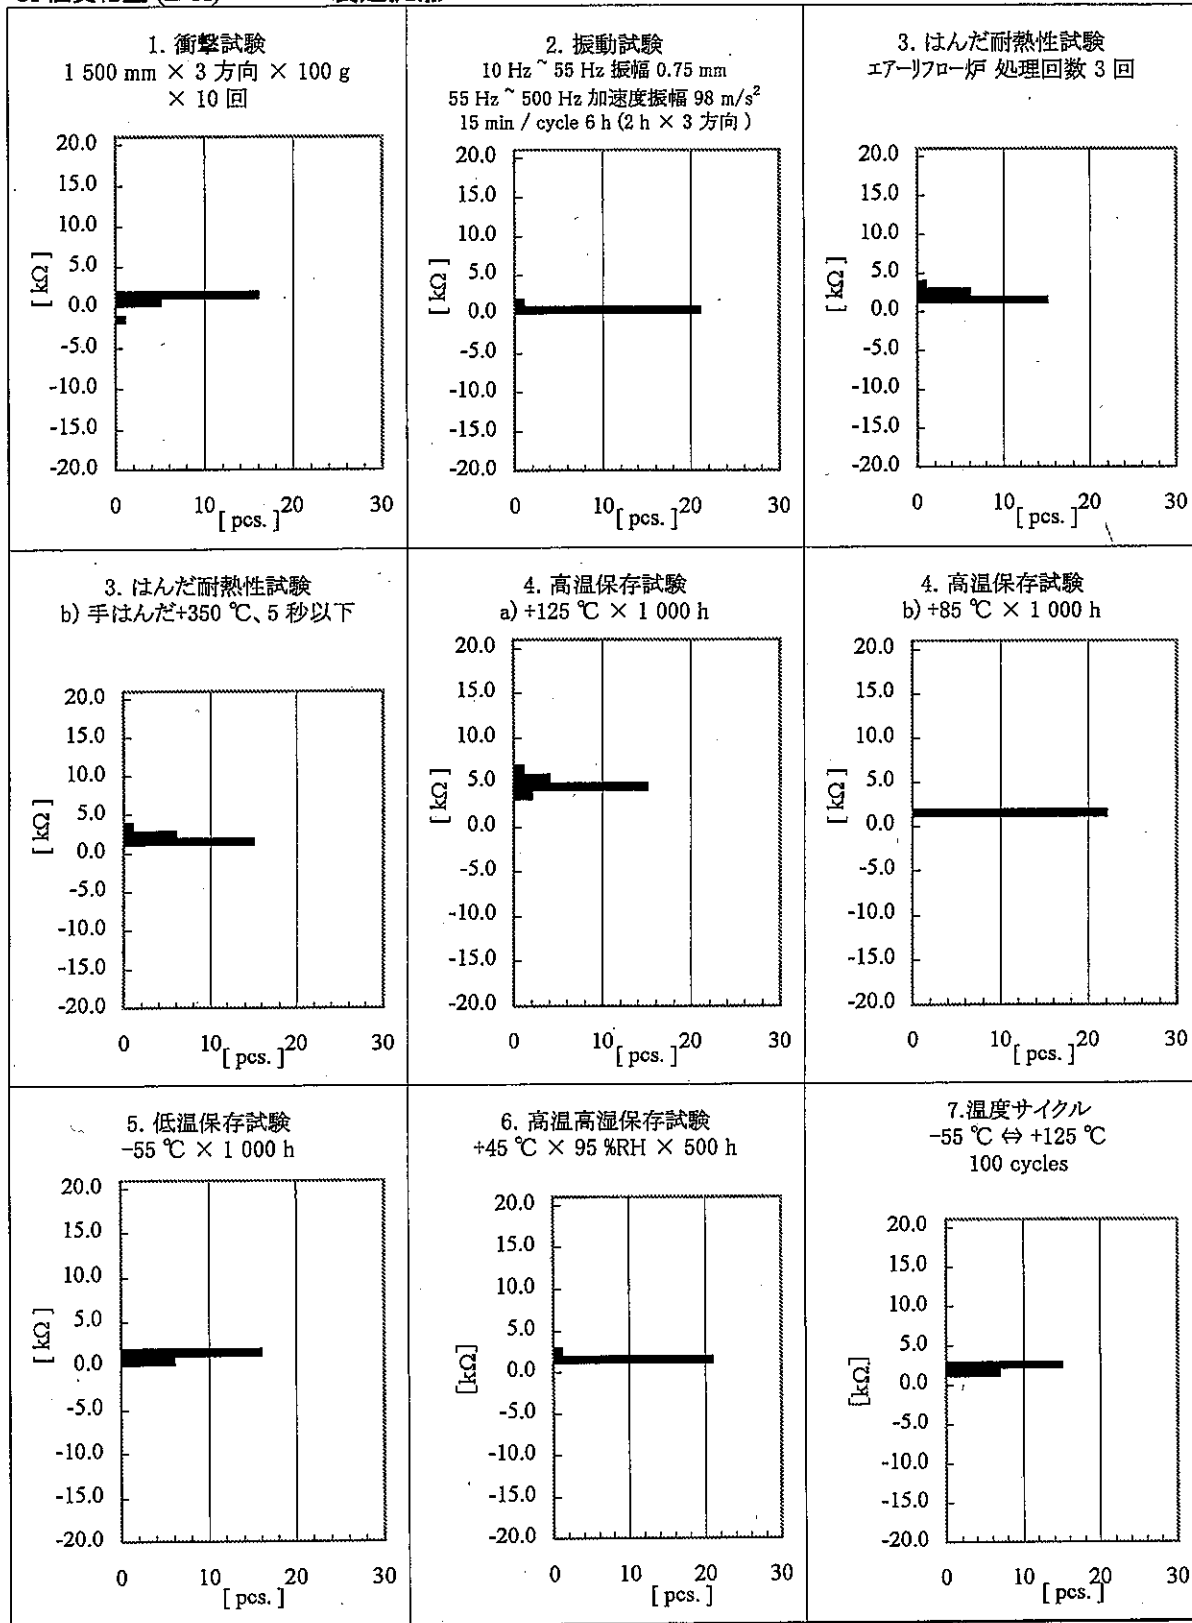 1. 衝撃試験
1 500 mm × 3 方向 × 100 g
× 10 回
20.0
15.0
10.0
5.0
0.0
-5.0
-10.0
-15.0
-20.0
[ kΩ ]
0 10 20 30
[ pcs. ]
2. 振動試験
10 Hz ~ 55 Hz 振幅 0.75 mm
55 Hz ~ 500 Hz 加速度振幅 98 m/s²
15 min / cycle 6 h (2 h × 3 方向 )
20.0
15.0
10.0
5.0
0.0
-5.0
-10.0
-15.0
-20.0
[ kΩ ]
0 10 20 30
[ pcs. ]
3. はんだ耐熱性試験
エアーリフロー炉 処理回数 3 回
20.0
15.0
10.0
5.0
0.0
-5.0
-10.0
-15.0
-20.0
[ kΩ ]
0 10 20 30
[ pcs. ]
3. はんだ耐熱性試験
b) 手はんだ+350 ℃、5 秒以下
20.0
15.0
10.0
5.0
0.0
-5.0
-10.0
-15.0
-20.0
[ kΩ ]
0 10 20 30
[ pcs. ]
4. 高温保存試験
a) +125 ℃ × 1 000 h
20.0
15.0
10.0
5.0
0.0
-5.0
-10.0
-15.0
-20.0
[ kΩ ]
0 10 20 30
[ pcs. ]
4. 高温保存試験
b) +85 ℃ × 1 000 h
20.0
15.0
10.0
5.0
0.0
-5.0
-10.0
-15.0
-20.0
[ kΩ ]
0 10 20 30
[ pcs. ]
5. 低温保存試験
-55 ℃ × 1 000 h
20.0
15.0
10.0
5.0
0.0
-5.0
-10.0
-15.0
-20.0
[ kΩ ]
0 10 20 30
[ pcs. ]
6. 高温高湿保存試験
+45 ℃ × 95 %RH × 500 h
20.0
15.0
10.0
5.0
0.0
-5.0
-10.0
-15.0
-20.0
[kΩ]
0 10 20 30
[ pcs. ]
7.温度サイクル
-55 ℃ ⇔ +125 ℃
100 cycles
20.0
15.0
10.0
5.0
0.0
-5.0
-10.0
-15.0
-20.0
[kΩ]
0 10 20 30
[ pcs. ]